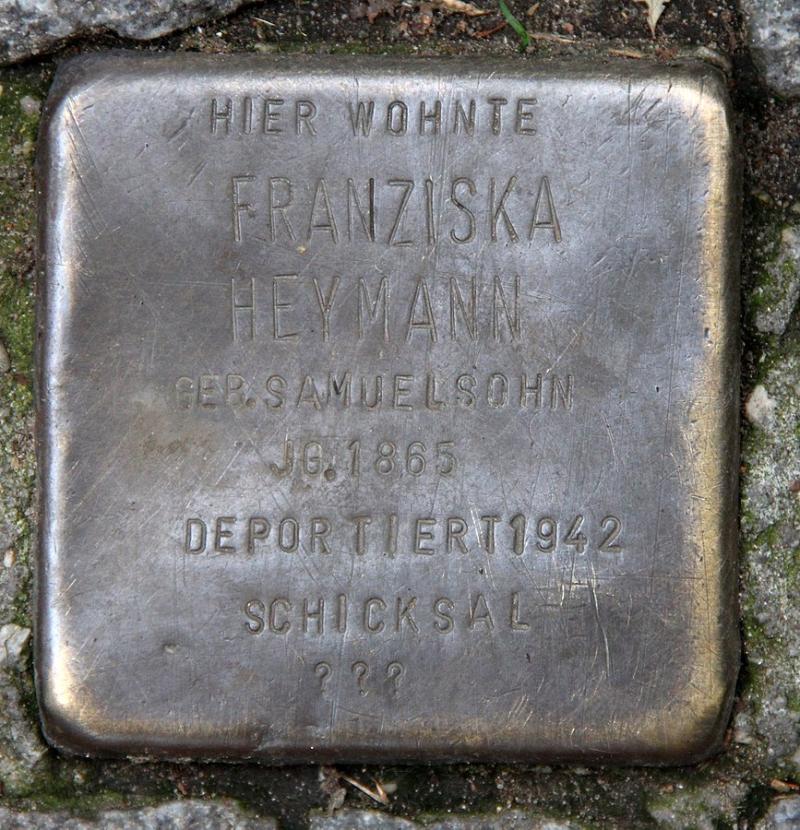 HIER WOHNTE
FRANZISKA
HEYMANN
GEB. SAMUELSOHN
JG. 1865
DEPORTIERT 1942
SCHICKSAL
???